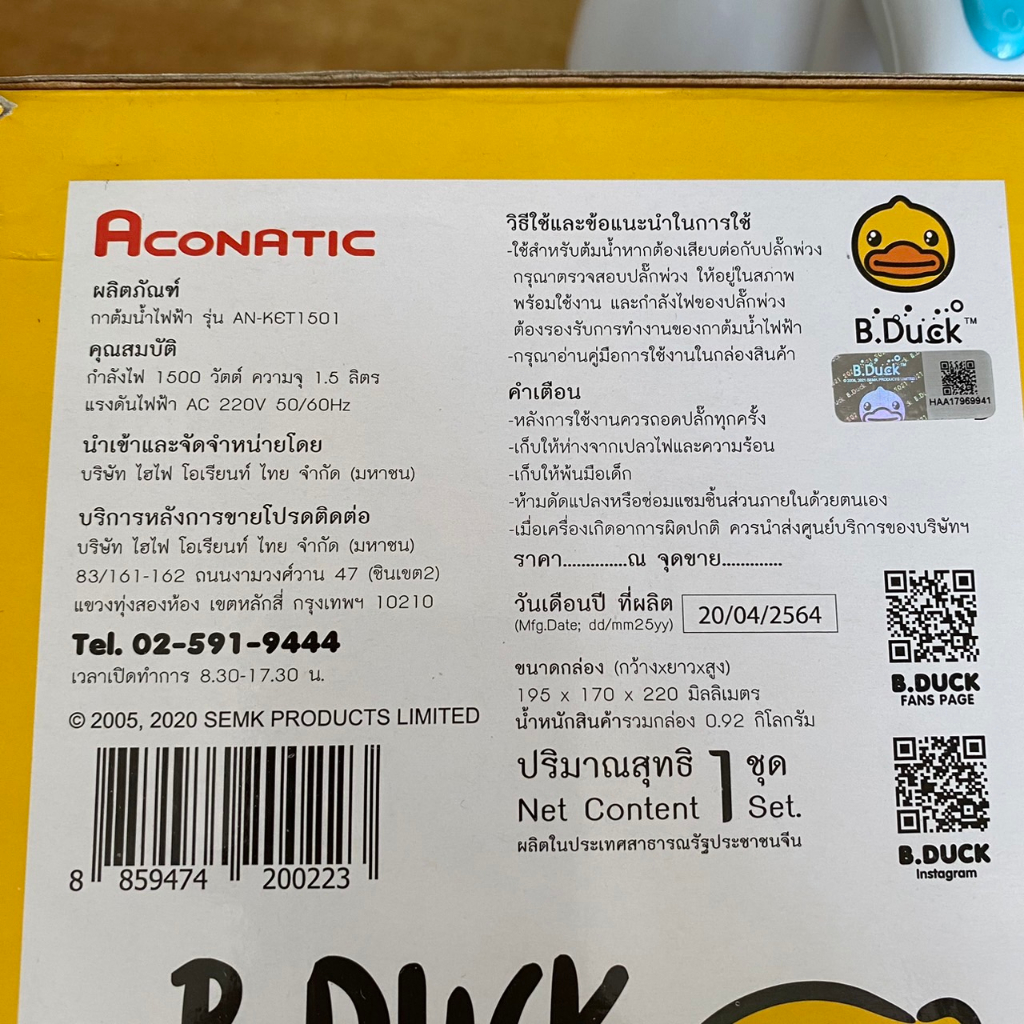 ACONATIC
ผลิตภัณฑ์
กาต้มน้ำไฟฟ้า รุ่น AN-KET1501
คุณสมบัติ
กำลังไฟ 1500 วัตต์ ความจุ 1.5 ลิตร
แรงดันไฟฟ้า AC 220V 50/60Hz
นำเข้าและจัดจำหน่ายโดย
บริษัท ไฮไฟ โอเรียนท์ ไทย จำกัด (มหาชน)
บริการหลังการขายโปรดติดต่อ
บริษัท ไฮไฟ โอเรียนท์ ไทย จำกัด (มหาชน)
83/161-162 ถนนงามวงศ์วาน 47 (ชินเขต2)
แขวงทุ่งสองห้อง เขตหลักสี่ กรุงเทพฯ 10210
Tel. 02-591-9444
เวลาเปิดทำการ 8.30-17.30 น.
© 2005, 2020 SEMK PRODUCTS LIMITED
8 859474 200223
วิธีใช้และข้อแนะนำในการใช้
-ใช้สำหรับต้มน้ำหากต้องเสียบต่อกับปลั๊กพ่วง
กรุณาตรวจสอบปลั๊กพ่วง ให้อยู่ในสภาพ
พร้อมใช้งาน และกำลังไฟของปลั๊กพ่วง
ต้องรองรับการทำงานของกาต้มน้ำไฟฟ้า
-กรุณาอ่านคู่มือการใช้งานในกล่องสินค้า
คำเตือน
-หลังการใช้งานควรถอดปลั๊กทุกครั้ง
-เก็บให้ห่างจากเปลวไฟและความร้อน
-เก็บให้พ้นมือเด็ก
-ห้ามดัดแปลงหรือซ่อมแซมชิ้นส่วนภายในด้วยตนเอง
-เมื่อเครื่องเกิดอาการผิดปกติ ควรนำส่งศูนย์บริการของบริษัทฯ
ราคา..............ณ จุดขาย.............
วันเดือนปี ที่ผลิต 20/04/2564
(Mfg.Date; dd/mm25yy)
ขนาดกล่อง (กว้างxยาวxสูง)
195 x 170 x 220 มิลลิเมตร
น้ำหนักสินค้ารวมกล่อง 0.92 กิโลกรัม
ปริมาณสุทธิ 1 ชุด
Net Content Set.
ผลิตในประเทศสาธารณรัฐประชาชนจีน
B.Duck™
B.Duck
HAA17969941
B.DUCK
FANS PAGE
B.DUCK
Instagram
B.DUCK